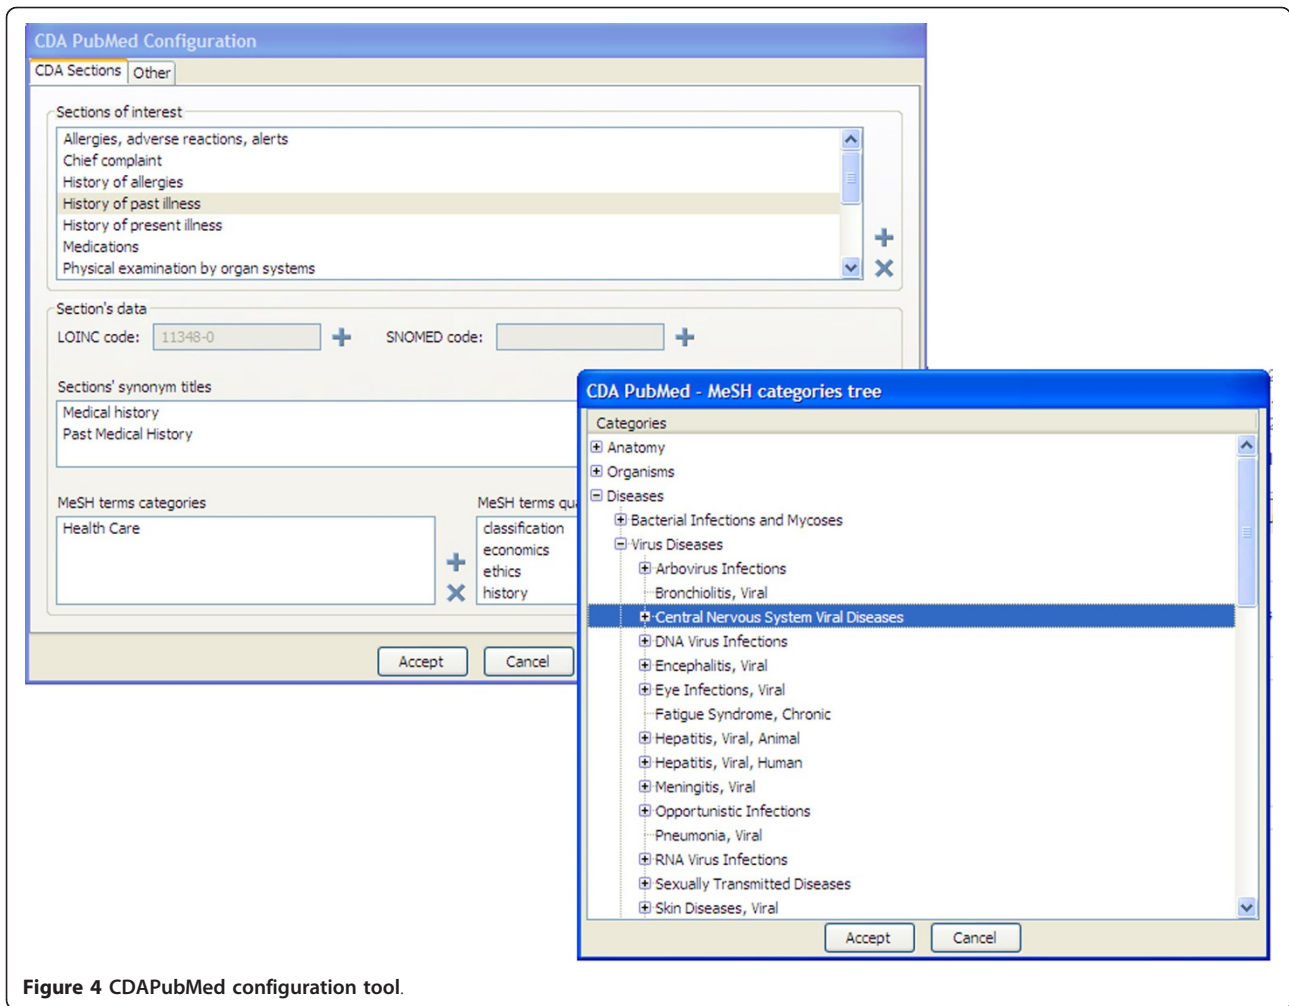 CDA PubMed Configuration
CDA Sections Other
Sections of interest
Allergies, adverse reactions, alerts
Chief complaint
History of allergies
History of past illness
History of present illness
Medications
Physical examination by organ systems
Section's data
LOINC code: 11348-0 SNOMED code:
Sections' synonym titles
Medical history
Past Medical History
MeSH terms categories
Health Care
MeSH terms qu
classification
economics
ethics
history
Accept Cancel
CDA PubMed - MeSH categories tree
Categories
Anatomy
Organisms
Diseases
Bacterial Infections and Mycoses
Virus Diseases
Arbovirus Infections
Bronchiolitis, Viral
Central Nervous System Viral Diseases
DNA Virus Infections
Encephalitis, Viral
Eye Infections, Viral
Fatigue Syndrome, Chronic
Hepatitis, Viral, Animal
Hepatitis, Viral, Human
Meningitis, Viral
Opportunistic Infections
Pneumonia, Viral
RNA Virus Infections
Sexually Transmitted Diseases
Skin Diseases, Viral
Accept Cancel
Figure 4 CDAPubMed configuration tool.